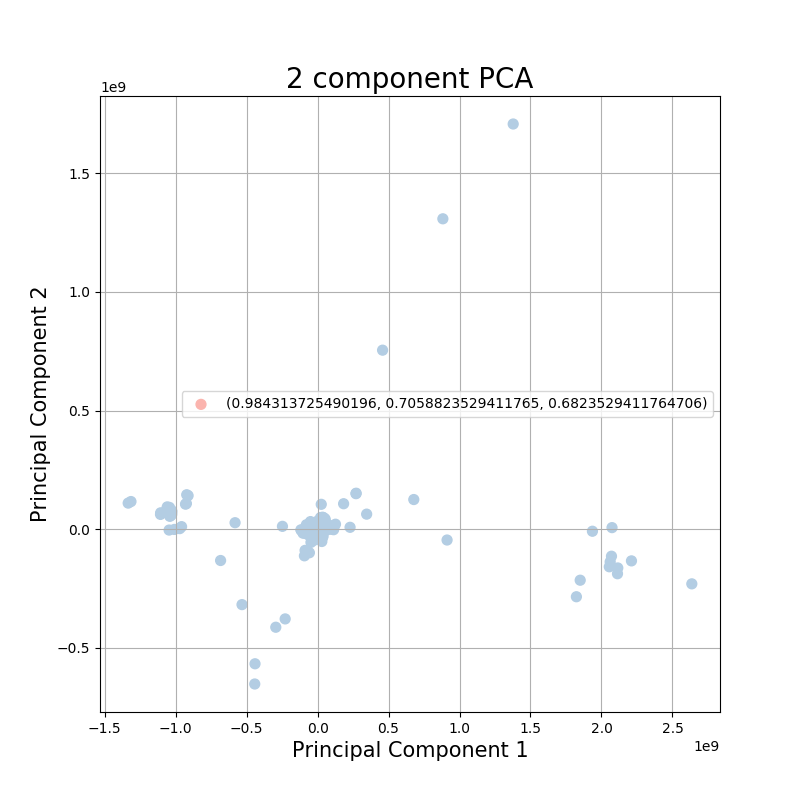 2 component PCA
1e9
1.5
1.0
0.5
0.0
−0.5
Principal Component 2
(0.984313725490196, 0.7058823529411765, 0.6823529411764706)
−1.5 −1.0 −0.5 0.0 0.5 1.0 1.5 2.0 2.5
1e9
Principal Component 1